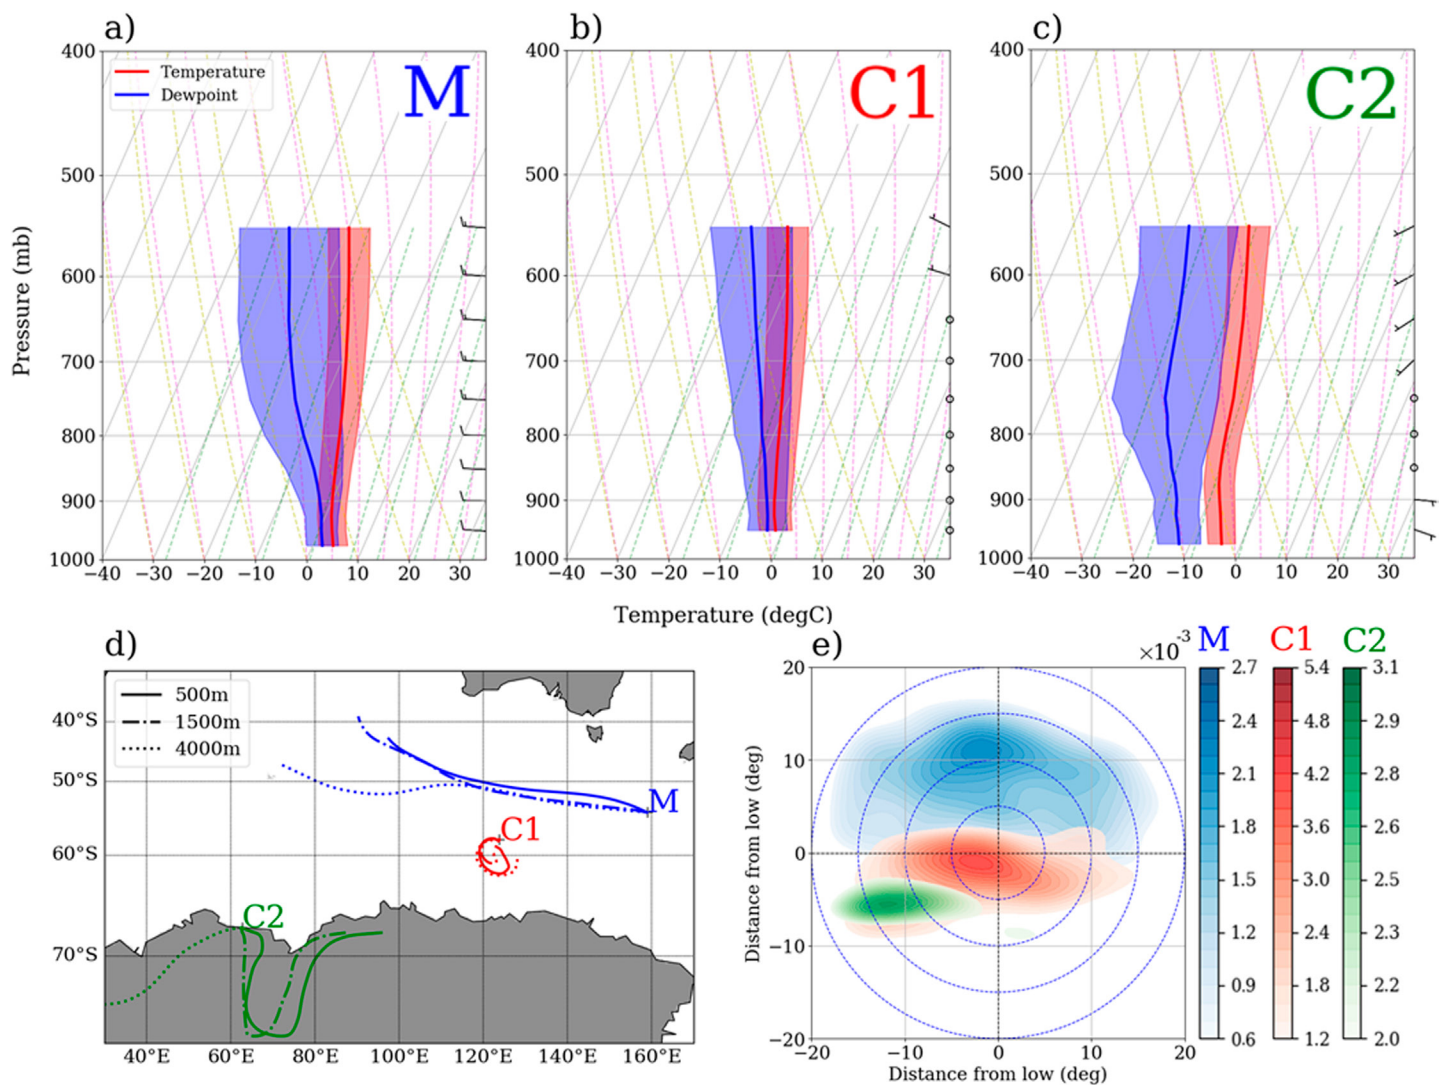 a)
b)
c)
400
500
600
700
800
900
1000
Pressure (mb)
Temperature
Dewpoint
M
−40 −30 −20 −10 0 10 20 30
400
500
600
700
800
900
1000
C1
−40 −30 −20 −10 0 10 20 30
400
500
600
700
800
900
1000
C2
−40 −30 −20 −10 0 10 20 30
Temperature (degC)
d)
500m
1500m
4000m
40°S
50°S
60°S
70°S
M
C1
C2
40°E 60°E 80°E 100°E 120°E 140°E 160°E
e)
×10⁻³
M C1 C2
20
10
0
−10
−20
Distance from low (deg)
−20 −10 0 10 20
Distance from low (deg)
2.7 5.4 3.1
2.4 4.8 2.9
2.1 4.2 2.8
1.8 3.6 2.6
1.5 3.0 2.5
1.2 2.4 2.3
0.9 1.8 2.2
0.6 1.2 2.0